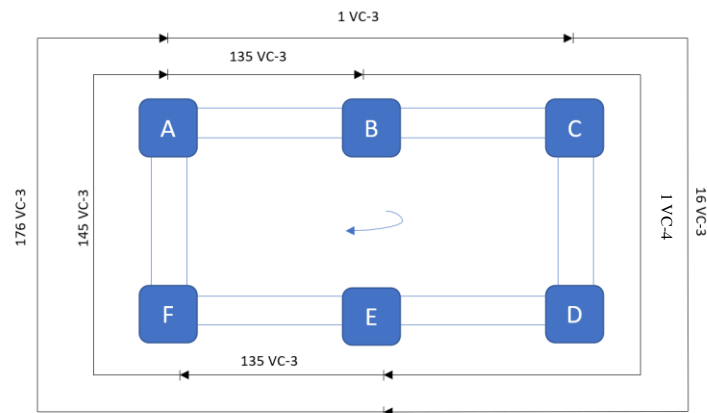 1 VC-3
135 VC-3
A
B
C
176 VC-3
145 VC-3
1 VC-4
16 VC-3
F
E
D
135 VC-3